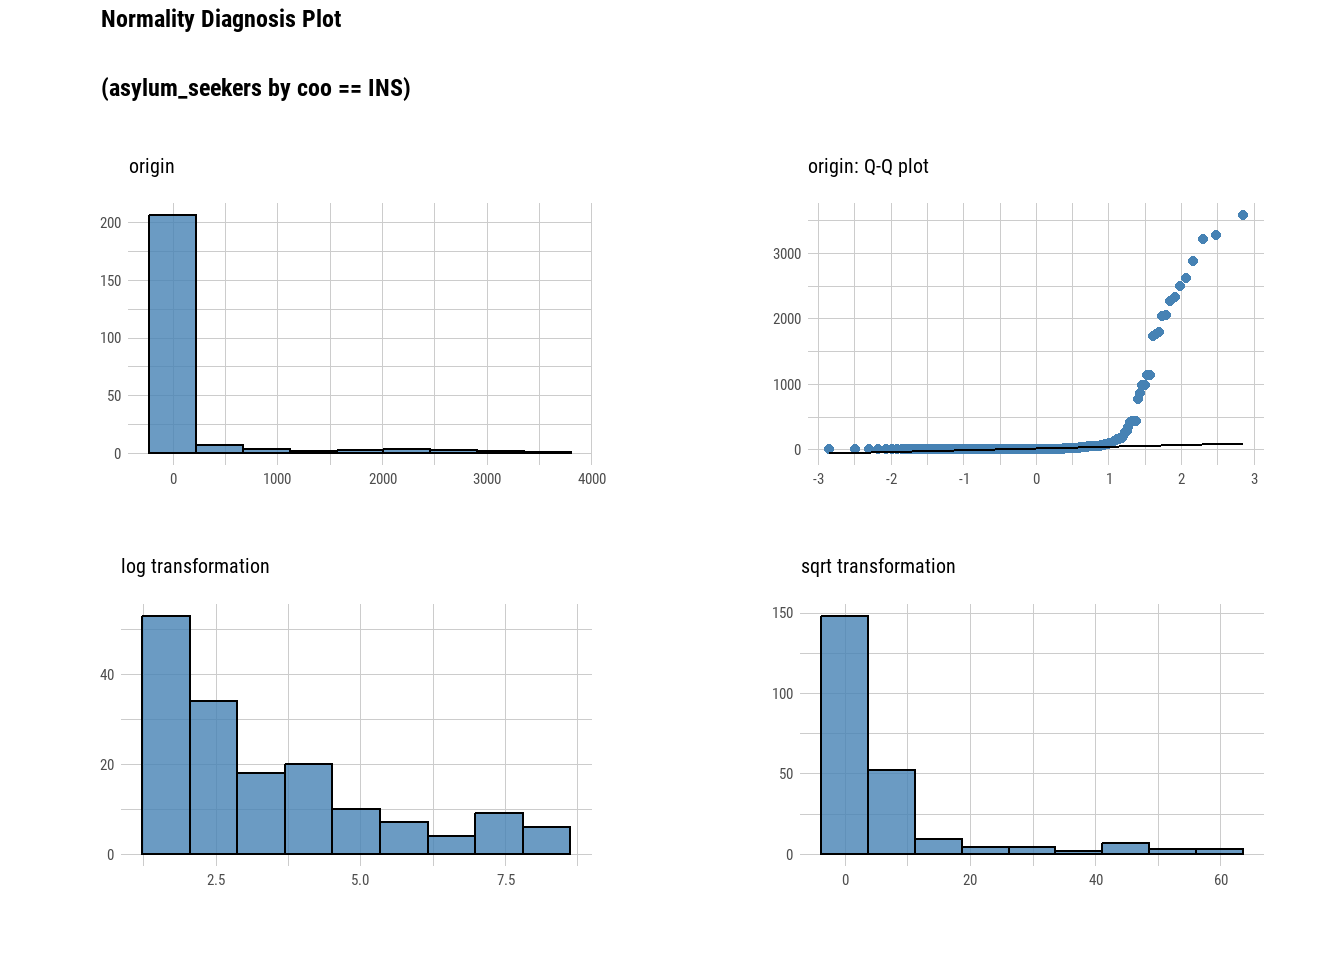 Normality Diagnosis Plot
(asylum_seekers by coo == INS)
origin
200
150
100
50
0
0 1000 2000 3000 4000
origin: Q-Q plot
3000
2000
1000
0
-3 -2 -1 0 1 2 3
log transformation
40
20
0
2.5 5.0 7.5
sqrt transformation
150
100
50
0
0 20 40 60